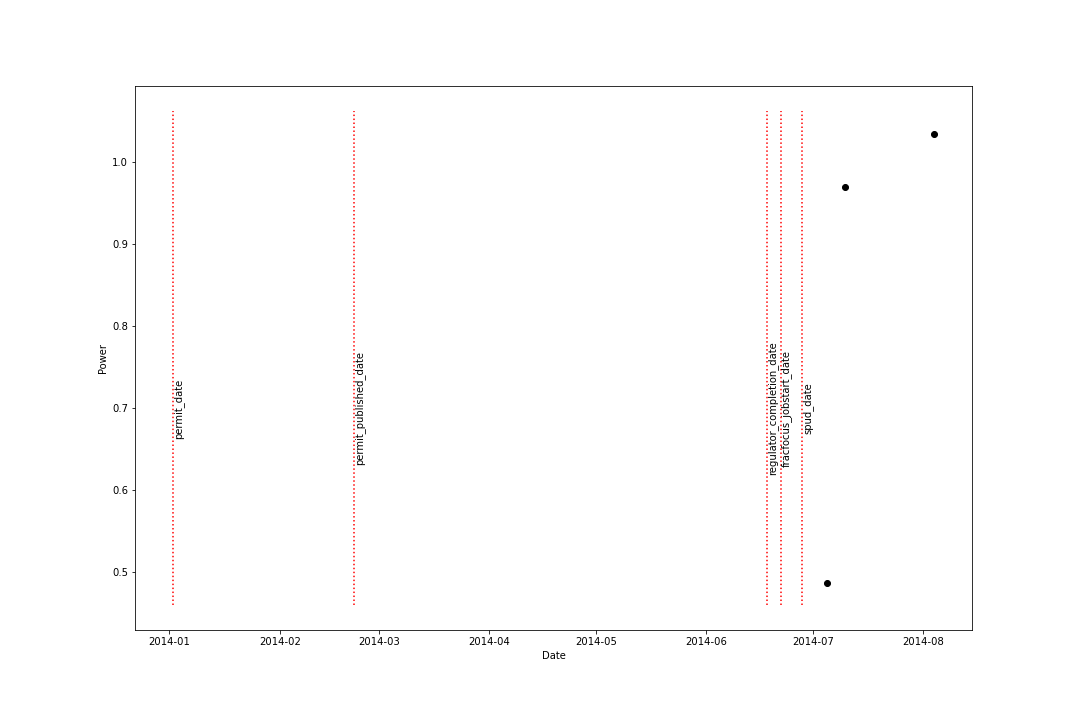 Power
1.0
0.9
0.8
0.7
0.6
0.5
permit_date
permit_published_date
regulator_completion_date
fracfocus_jobstart_date
spud_date
2014-01
2014-02
2014-03
2014-04
2014-05
2014-06
2014-07
2014-08
Date